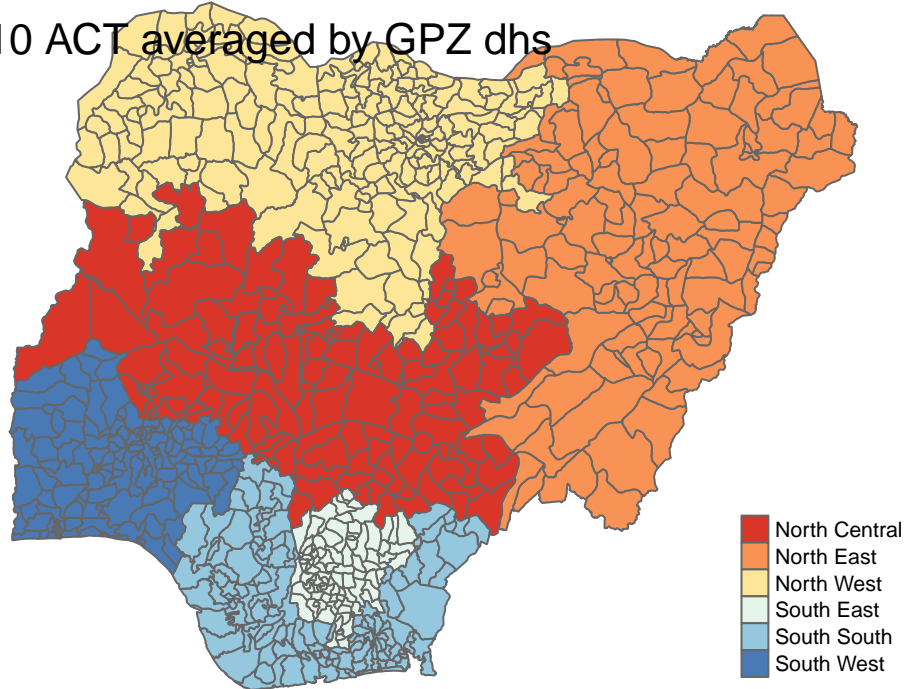 10 ACT averaged by GPZ dhs
North Central
North East
North West
South East
South South
South West